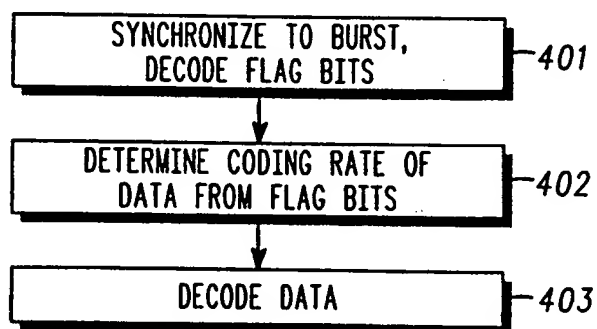 SYNCHRONIZE TO BURST,
DECODE FLAG BITS
401
DETERMINE CODING RATE OF
DATA FROM FLAG BITS
402
DECODE DATA
403